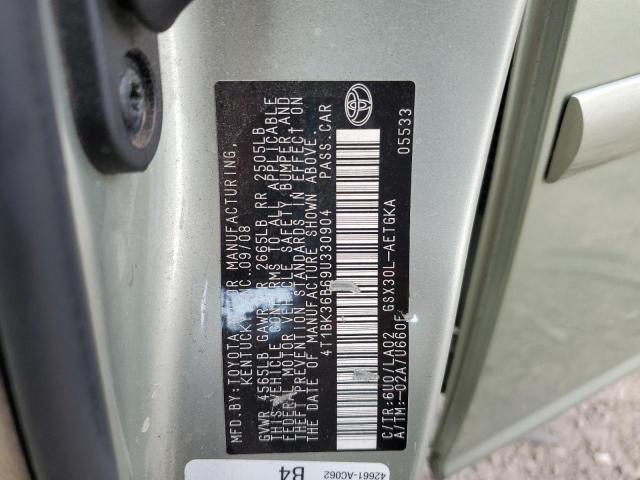 MFD.BY:TOYOTA MOTOR MANUFACTURING,
KENTUCKY, INC. 09/08
GVWR 4565LB GAWR FR 2665LB RR 2505LB
THIS VEHICLE CONFORMS TO ALL APPLICABLE
FEDERAL MOTOR VEHICLE SAFETY, BUMPER, AND
THEFT PREVENTION STANDARDS IN EFFECT ON
THE DATE OF MANUFACTURE SHOWN ABOVE.
4T1BK36B69U330904 PASS.CAR
C/TR:6U0/LA02 GSX30L-AETGKA
A/TM:-02A/U660E 05533
42661-AC062
B4